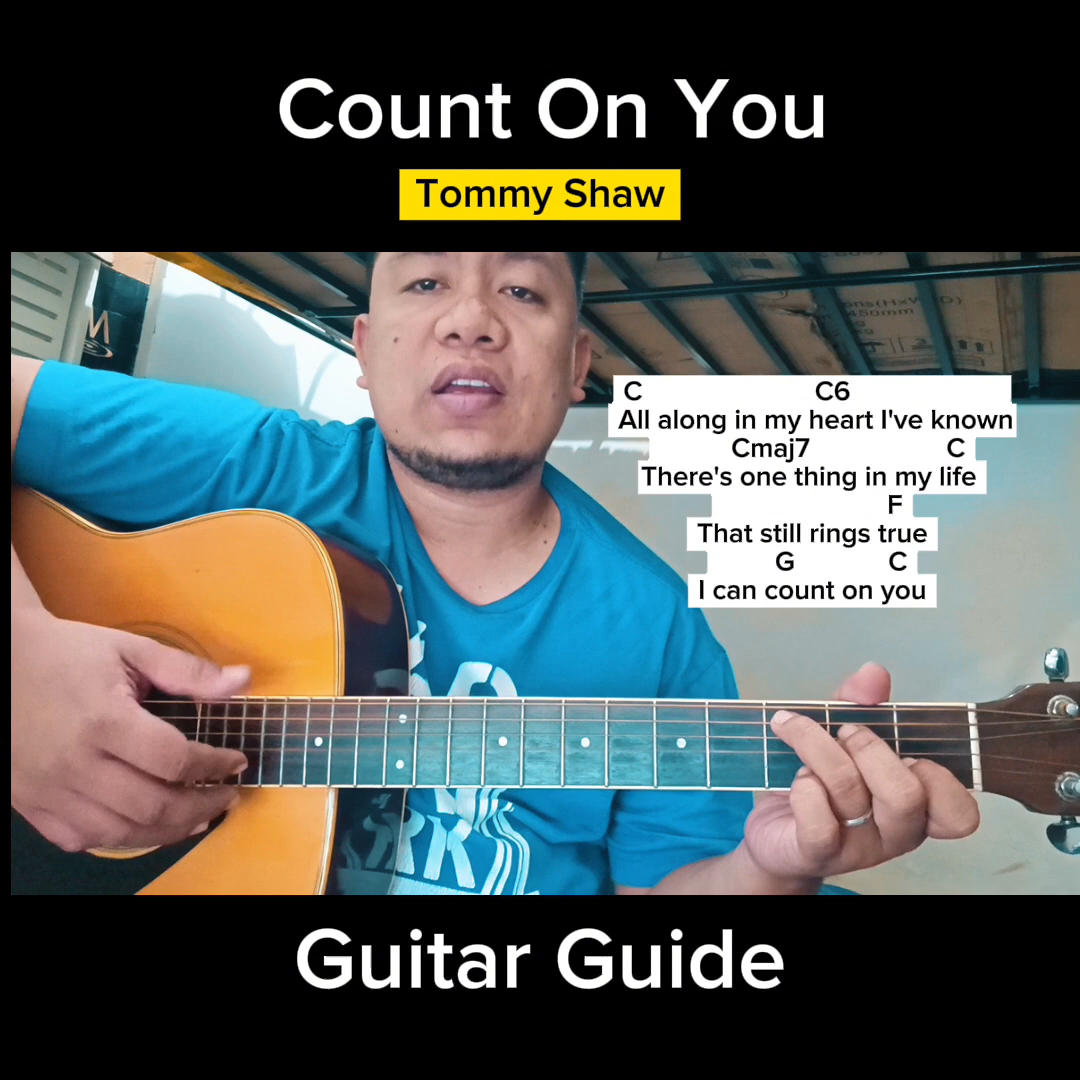 Count On You
Tommy Shaw
C C6
All along in my heart I've known
Cmaj7 C
There's one thing in my life
F
That still rings true
G C
I can count on you
Guitar Guide